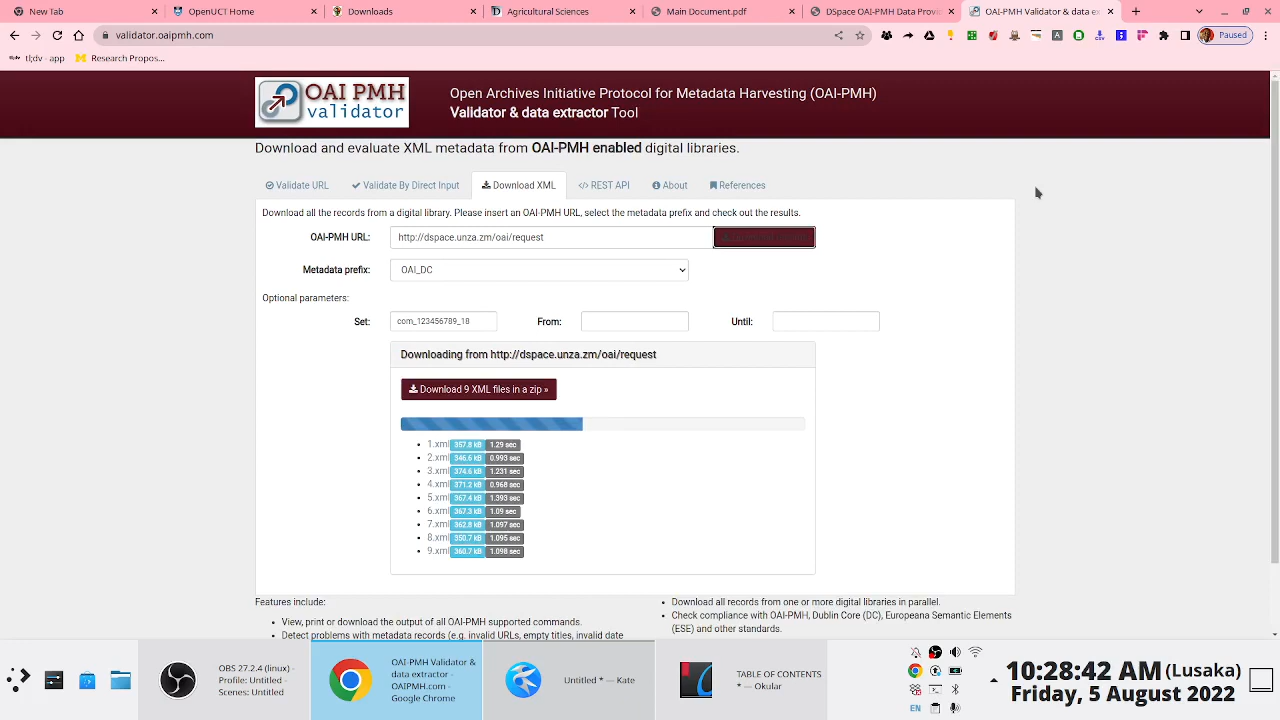 New Tab
OpenUCT Home
Downloads
Agricultural Sciences
Main Document.pdf
DSpace OAI-PMH Data Provi
OAI-PMH Validator & data ex
validator.oaipmh.com
Paused
tl;dv - app
Research Propos...
OAI PMH
validator
Open Archives Initiative Protocol for Metadata Harvesting (OAI-PMH)
Validator & data extractor Tool
Download and evaluate XML metadata from OAI-PMH enabled digital libraries.
Validate URL
Validate By Direct Input
Download XML
</> REST API
About
References
Download all the records from a digital library. Please insert an OAI-PMH URL, select the metadata prefix and check out the results.
OAI-PMH URL:
http://dspace.unza.zm/oai/request
Metadata prefix:
OAI_DC
Optional parameters:
Set:
com_123456789_18
From:
Until:
Downloading from http://dspace.unza.zm/oai/request
Download 9 XML files in a zip »
1.xml 357.8 kB 1.29 sec
2.xml 346.6 kB 0.993 sec
3.xml 374.6 kB 1.231 sec
4.xml 371.2 kB 0.968 sec
5.xml 367.4 kB 1.393 sec
6.xml 367.3 kB 1.09 sec
7.xml 362.8 kB 1.097 sec
8.xml 350.7 kB 1.095 sec
9.xml 360.7 kB 1.098 sec
Features include:
View, print or download the output of all OAI-PMH supported commands.
Detect problems with metadata records (e.g. invalid URLs, empty titles, invalid date
Download all records from one or more digital libraries in parallel.
Check compliance with OAI-PMH, Dublin Core (DC), Europeana Semantic Elements
(ESE) and other standards.
OBS 27.2.4 (linux) -
Profile: Untitled -
Scenes: Untitled
OAI-PMH Validator &
data extractor -
OAIPMH.com -
Google Chrome
Untitled * — Kate
TABLE OF CONTENTS
* — Okular
EN
10:28:42 AM (Lusaka)
Friday, 5 August 2022